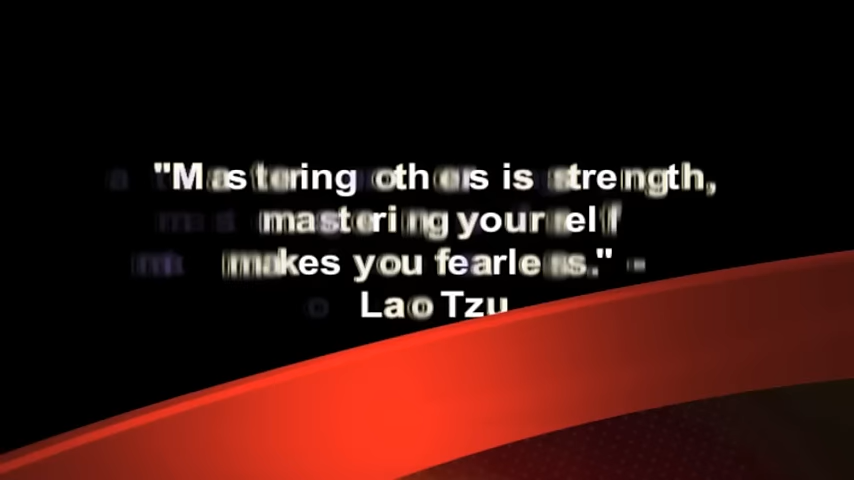 "Mastering others is strength,
mastering yourself
makes you fearless." -
Lao Tzu